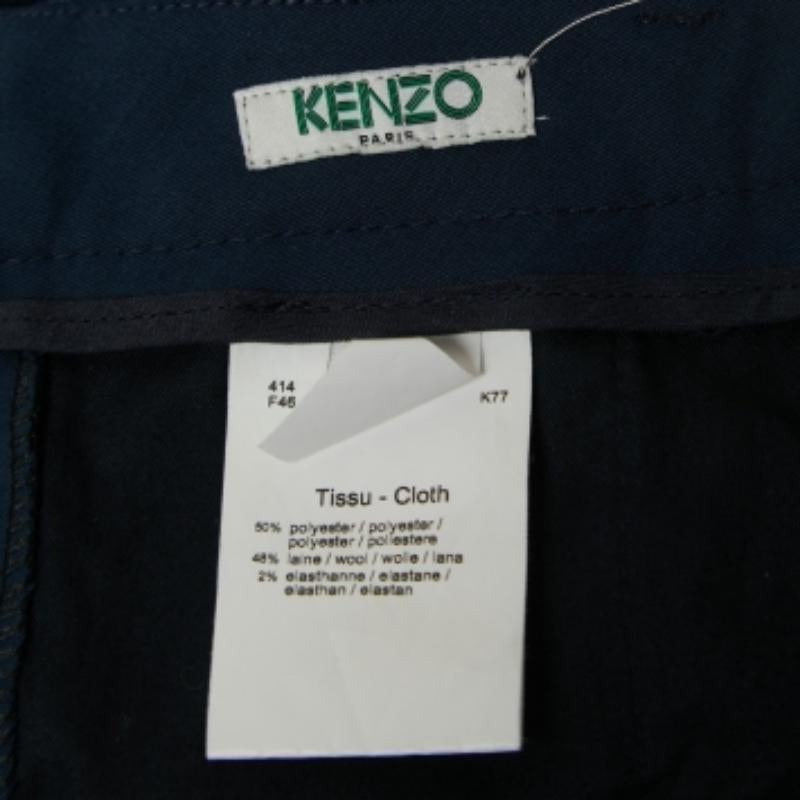 KENZO
PARIS
414
F46
K77
Tissu - Cloth
50% polyester / polyester /
polyester / poliestere
48% laine / wool / wolle / lana
2% elasthanne / elastane /
elasthan / elastan